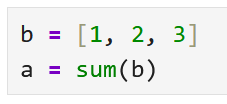 b = [1, 2, 3]
a = sum(b)